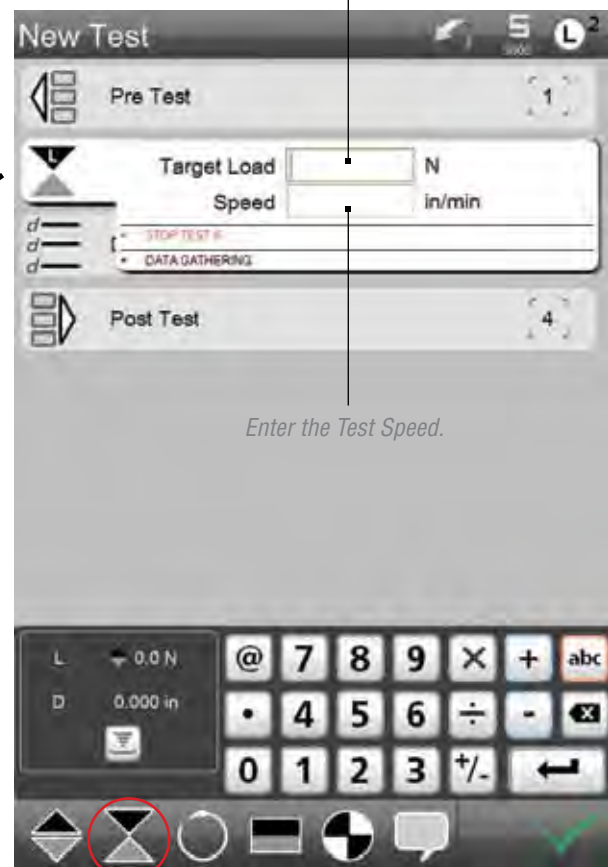 New Test
L 2
Pre Test
1
L
Target Load N
Speed in/min
d
d
d
STOP TEST IF
DATA GATHERING
Post Test
4
Enter the Test Speed.
L 0.0 N
D 0.000 in
@ 7 8 9 × + abc
• 4 5 6 ÷ -
0 1 2 3 +/-